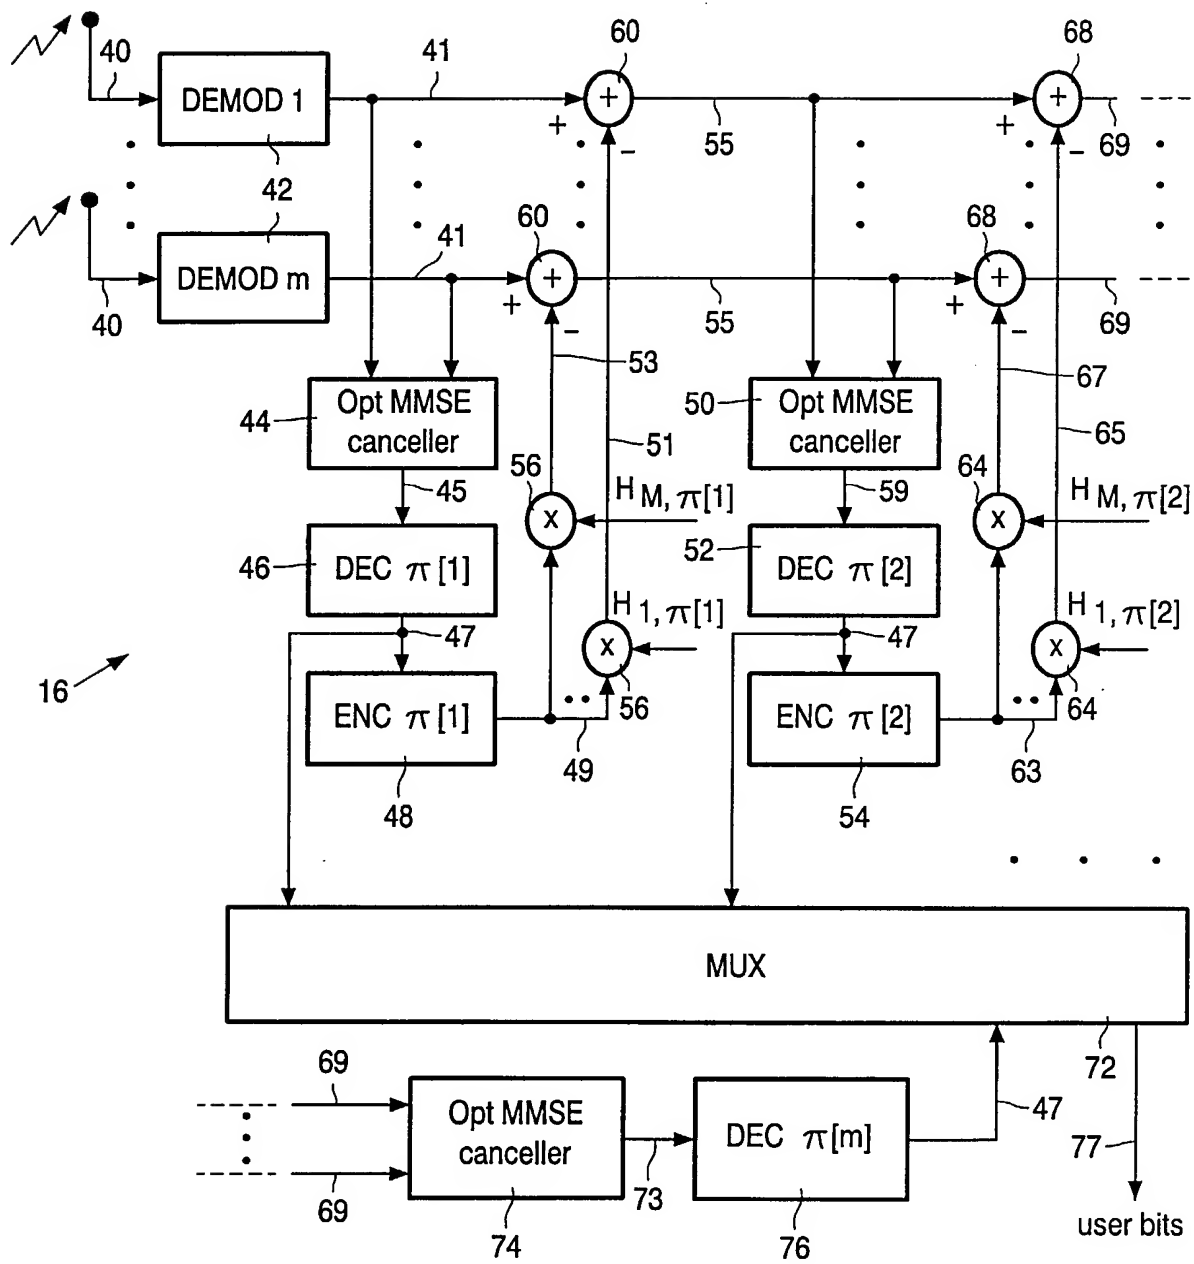 60
68
40
41
DEMOD 1
+
+
+
55
+
69
42
−
−
42
60
68
41
DEMOD m
+
+
40
+
55
+
69
−
−
53
67
44
Opt MMSE
canceller
50
Opt MMSE
canceller
51
65
45
56
H M, π[1]
59
64
H M, π[2]
x
x
46
DEC π [1]
52
DEC π [2]
H 1, π[1]
H 1, π[2]
47
47
x
x
16
56
64
ENC π [1]
ENC π [2]
49
63
48
54
MUX
72
69
47
Opt MMSE
canceller
DEC π[m]
77
73
69
74
76
user bits